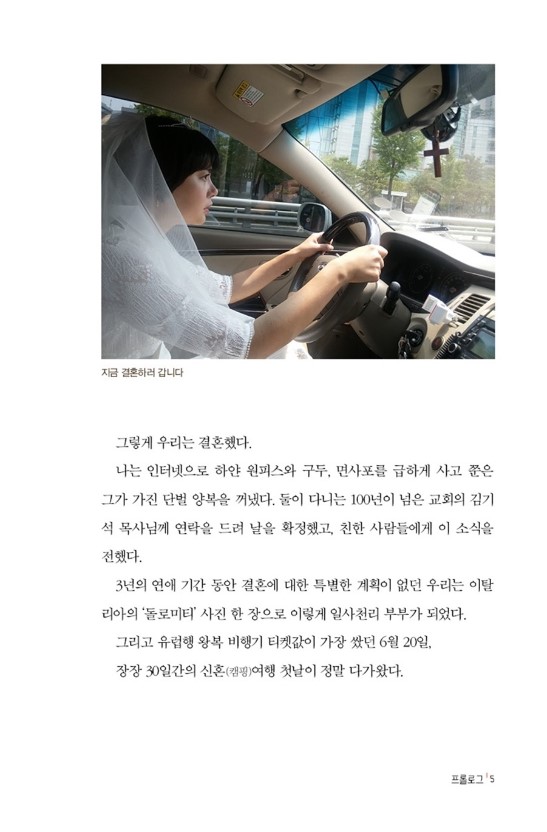 지금 결혼하러 갑니다
그렇게 우리는 결혼했다.
나는 인터넷으로 하얀 원피스와 구두, 면사포를 급하게 사고 쭌은
그가 가진 단벌 양복을 꺼냈다. 둘이 다니는 100년이 넘은 교회의 김기
석 목사님께 연락을 드려 날을 확정했고, 친한 사람들에게 이 소식을
전했다.
3년의 연애 기간 동안 결혼에 대한 특별한 계획이 없던 우리는 이탈
리아의 ‘돌로미티’ 사진 한 장으로 이렇게 일사천리 부부가 되었다.
그리고 유럽행 왕복 비행기 티켓값이 가장 쌌던 6월 20일,
장장 30일간의 신혼(캠핑)여행 첫날이 정말 다가왔다.
프롤로그 | 5